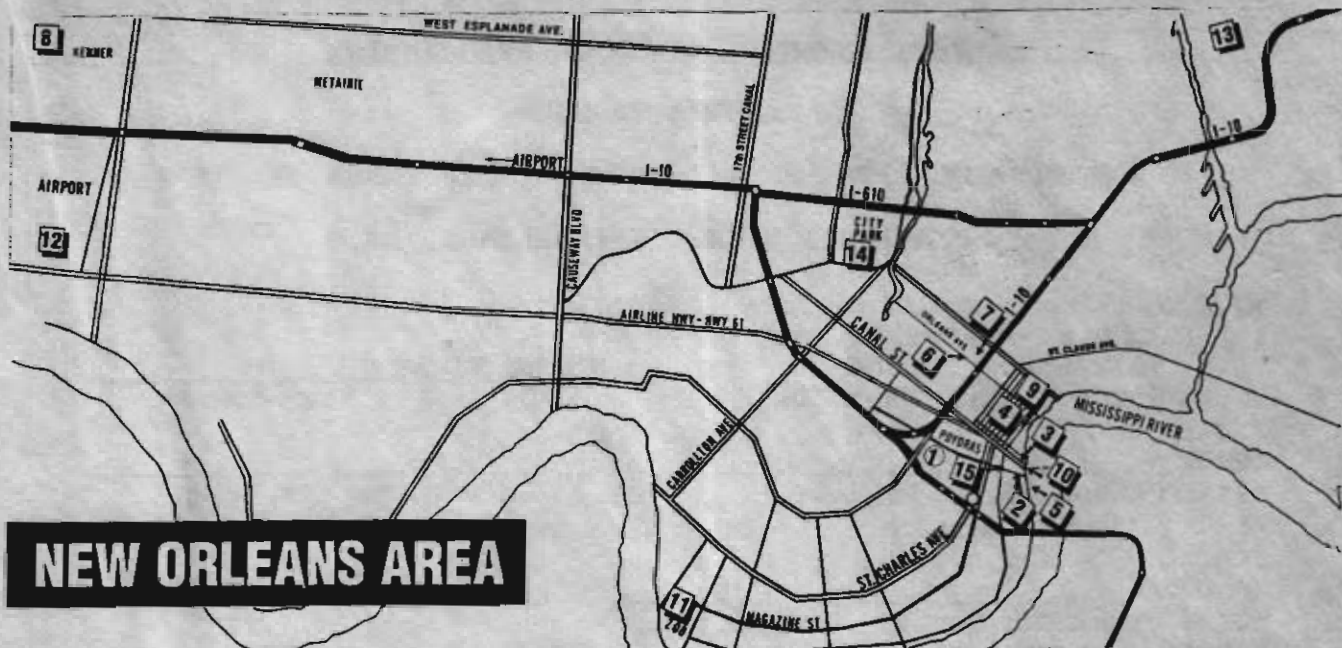 WEST ESPLANADE AVE.
8 KENNER
13
METAIRIE
17th STREET CANAL
I-10
←AIRPORT
I-10
I-610
AIRPORT
12
CITY PARK
14
CAUSEWAY BLVD
AIRLINE HWY - HWY 61
CANAL ST
ORLEANS AVE
7
I-10
6
ST. CLAUDE AVE.
9
4
MISSISSIPPI RIVER
3
POYDRAS
1
15
10
CARROLLTON AVE
2
5
NEW ORLEANS AREA
ST. CHARLES AVE
11
ZOO
MAGAZINE ST